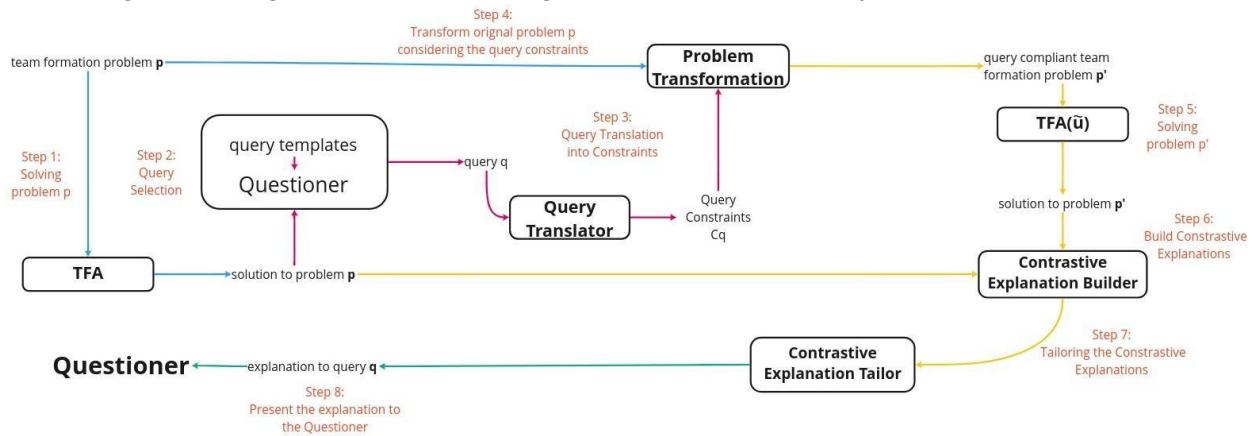 Step 4:
Transform orignal problem p
considering the query constraints
team formation problem p
Problem
Transformation
query compliant team
formation problem p'
Step 1:
Solving
problem p
Step 2:
Query
Selection
query templates
Questioner
query q
Step 3:
Query Translation
into Constraints
TFA(ũ)
Step 5:
Solving
problem p'
Query
Translator
Query
Constraints
Cq
solution to problem p'
Step 6:
Build Constrastive
Explanations
TFA
solution to problem p
Contrastive
Explanation Builder
Step 7:
Tailoring the Constrastive
Explanations
Contrastive
Explanation Tailor
explanation to query q
Questioner
Step 8:
Present the explanation to
the Questioner